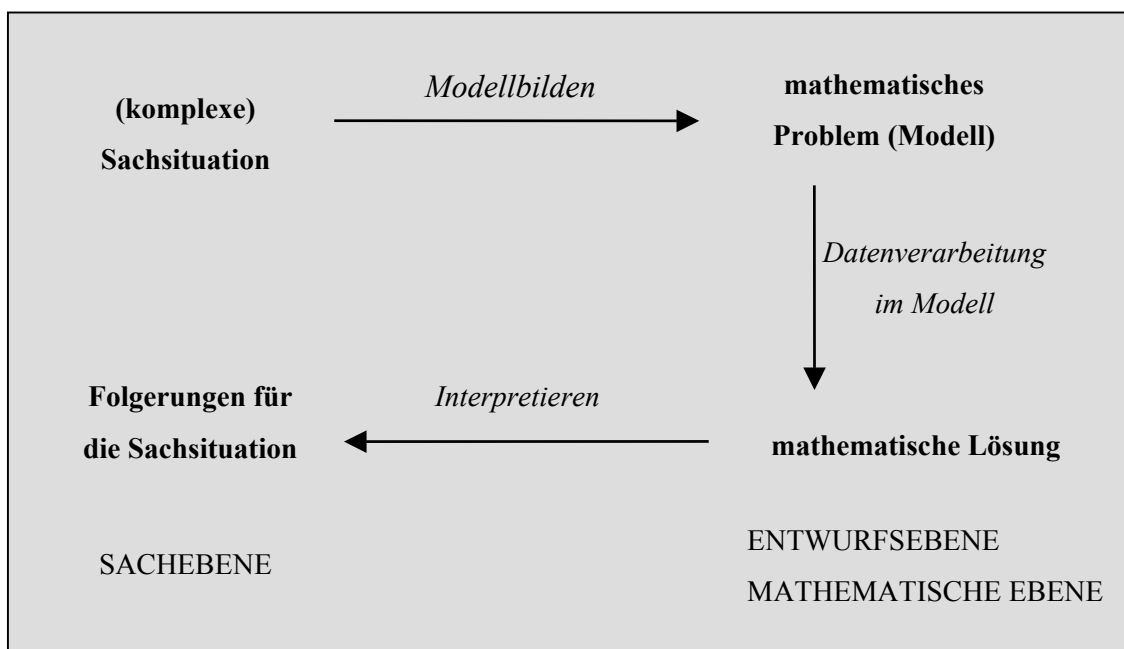 (komplexe)
Sachsituation
Modellbilden
mathematisches
Problem (Modell)
Datenverarbeitung
im Modell
Folgerungen für
die Sachsituation
Interpretieren
mathematische Lösung
SACHEBENE
ENTWURFSEBENE
MATHEMATISCHE EBENE